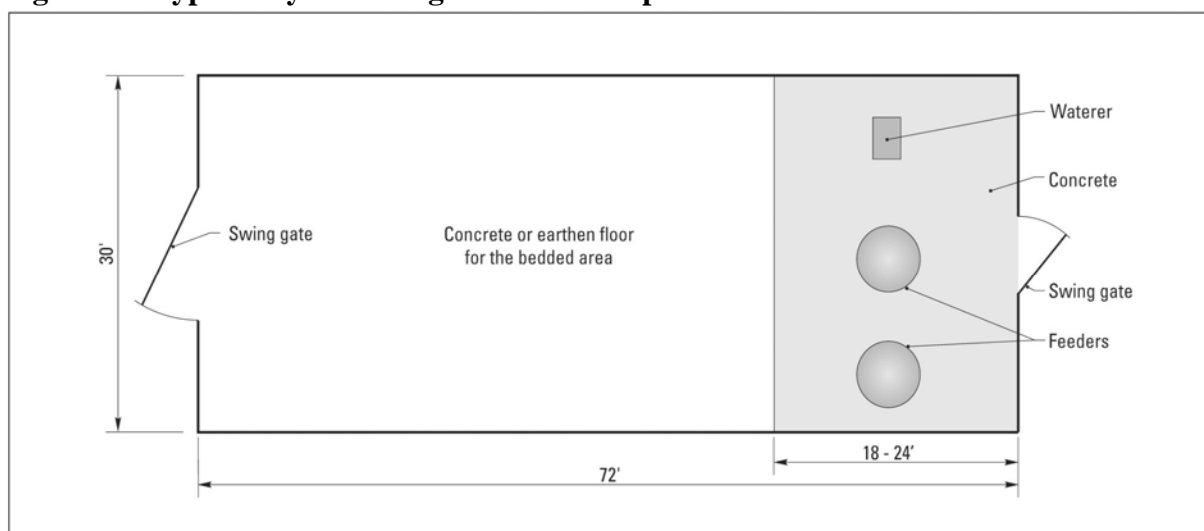 Waterer
Concrete
Swing gate
Concrete or earthen floor
for the bedded area
30'
Swing gate
Feeders
18 - 24'
72'